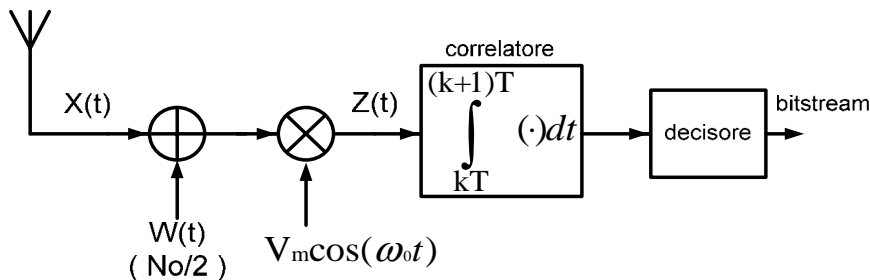 correlatore
(k+1)T
X(t)
Z(t)
∫
(·)dt
kT
decisore
bitstream
W(t)
( No/2 )
Vmcos(ω₀t)